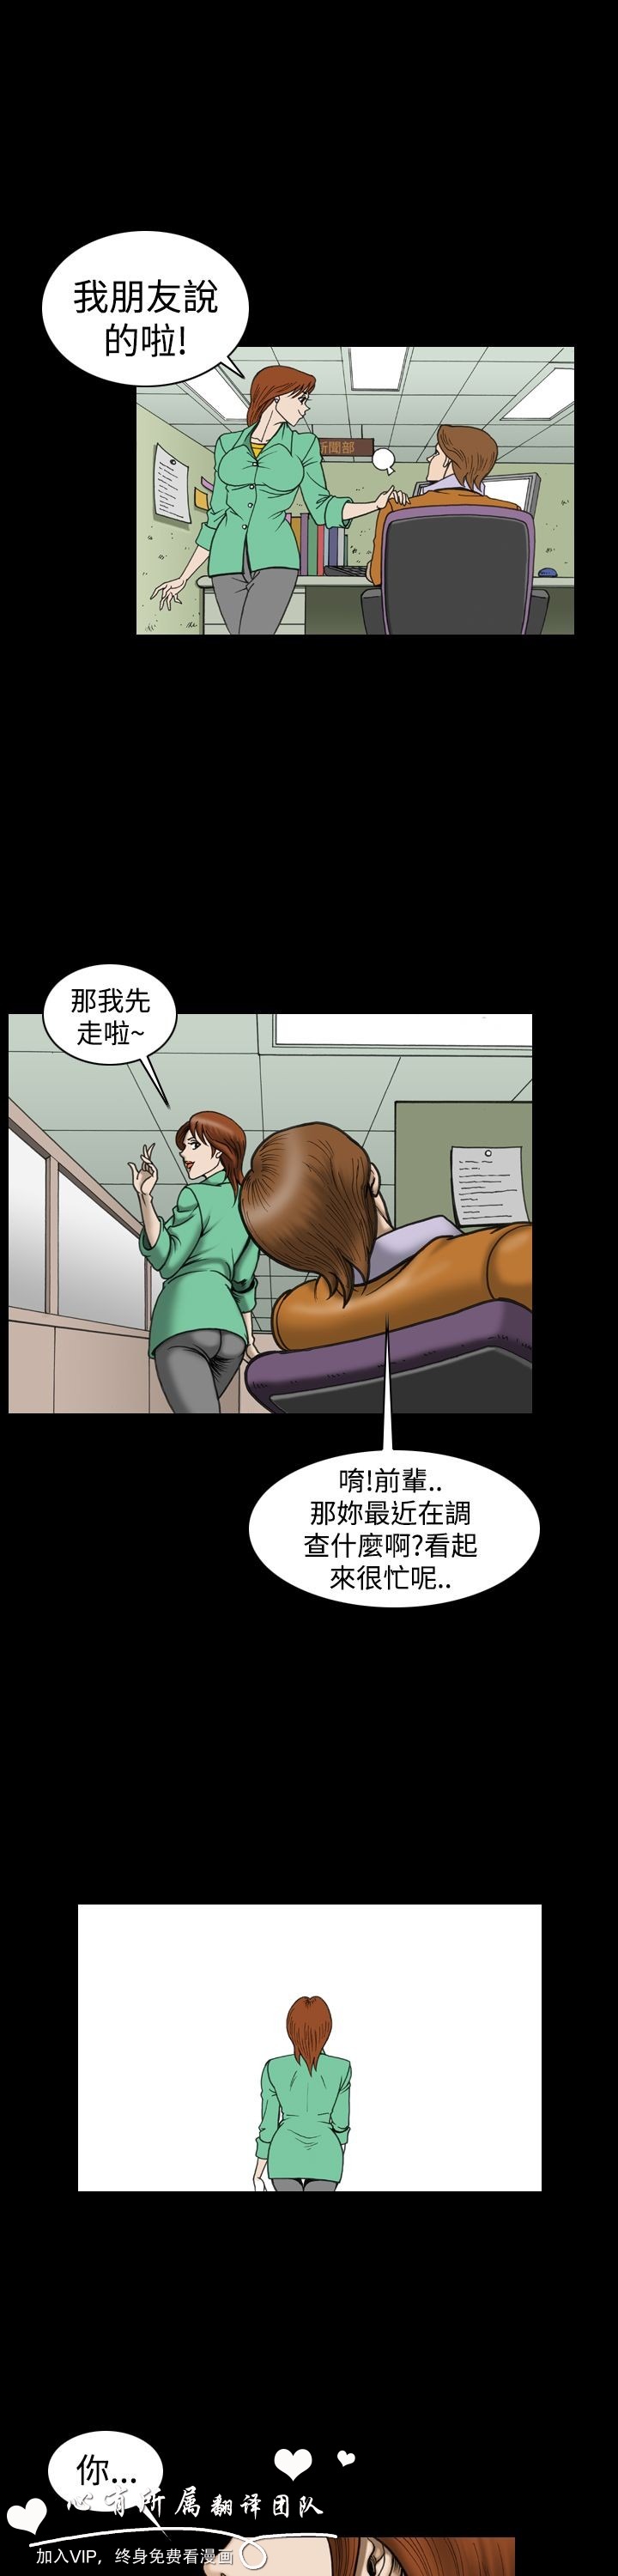 我朋友說
的啦!
新聞部
那我先
走啦~
唷!前輩..
那妳最近在調
查什麼啊?看起
來很忙呢..
你...
心有所属翻译团队
加入VIP，终身免费看漫画